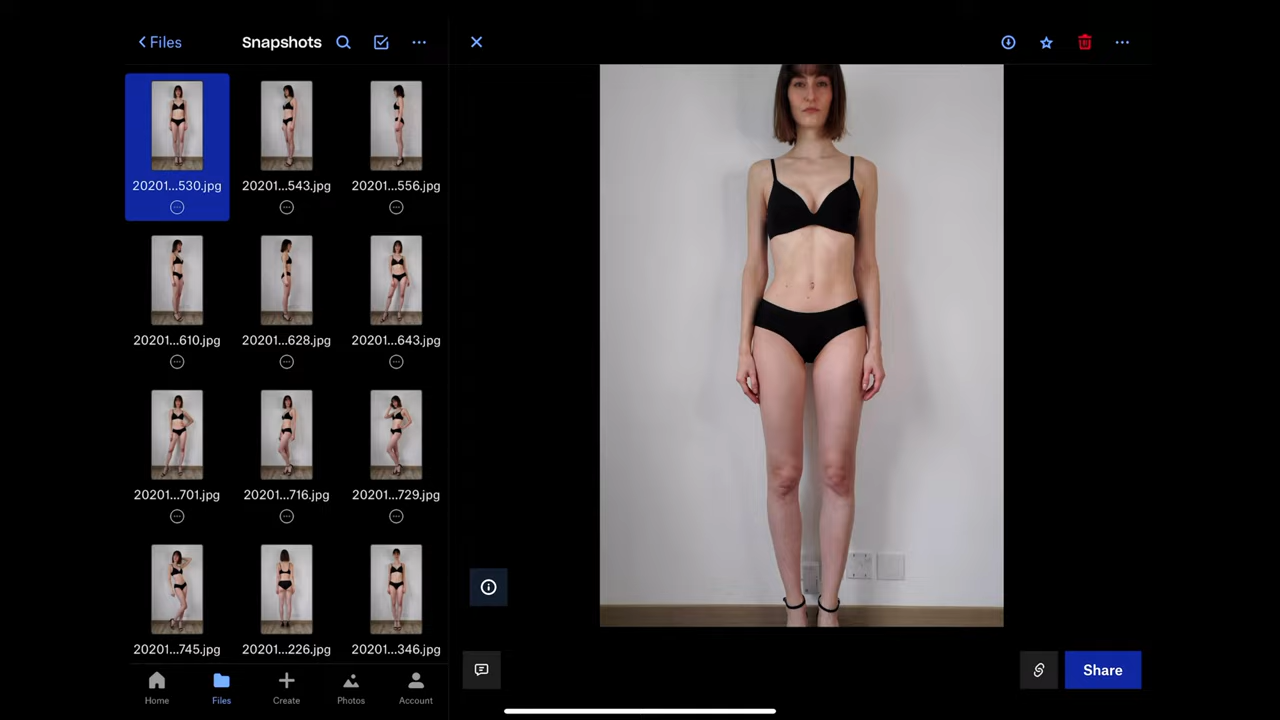 Files
Snapshots
20201...530.jpg
20201...543.jpg
20201...556.jpg
20201...610.jpg
20201...628.jpg
20201...643.jpg
20201...701.jpg
20201...716.jpg
20201...729.jpg
20201...745.jpg
20201...226.jpg
20201...346.jpg
Home
Files
Create
Photos
Account
Share